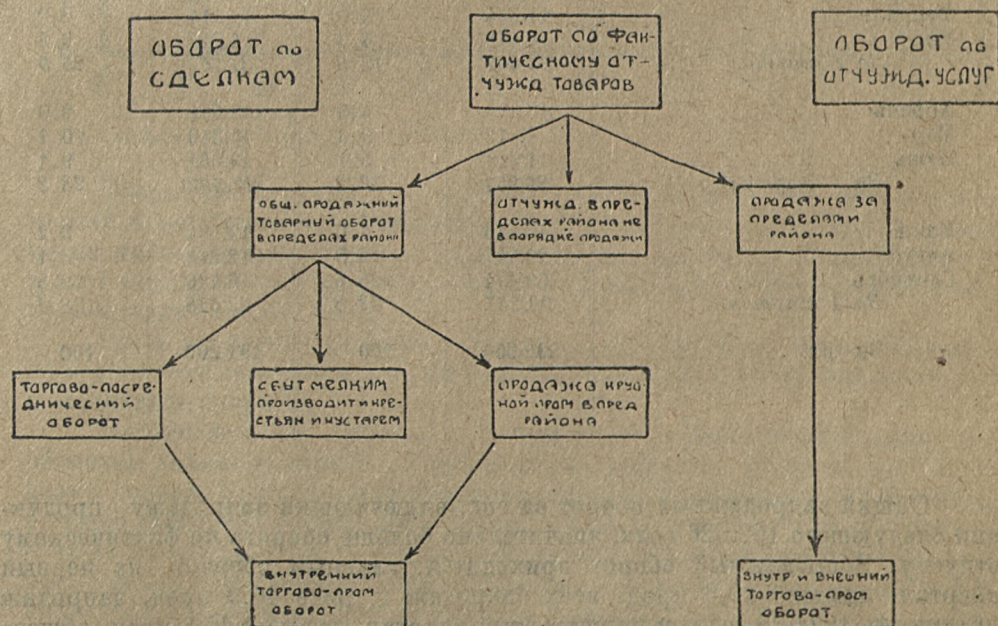 ОБОРОТ по
СДЕЛКАМ
ОБОРОТ ПО ФАК-
ТИЧЕСКОМУ ОТ-
ЧУЖД ТОВАРОВ
ОБОРОТ по
ОТЧУЖД. УСЛУГ
ОБЩ. ПРОДАЖНЫЙ
ТОВАРНЫЙ ОБОРОТ
В ПРЕДЕЛАХ РАЙОНА
ОТЧУЖД. В ПРЕ-
ДЕЛАХ РАЙОНА НЕ
В ПОРЯДКЕ ПРОДАЖИ
ПРОДАЖА ЗА
ПРЕДЕЛАМИ
РАЙОНА
ТОРГОВО-ПОСРЕ-
ДНИЧЕСКИЙ
ОБОРОТ
СБЫТ МЕЛКИМ
ПРОИЗВОДИТ И КРЕ-
СТЬЯН И КУСТАРЕМ
ПРОДАЖА КРУП
НОЙ ПРОМ В ПРЕД
РАЙОНА
ВНУТРЕННИЙ
ТОРГОВО-ПРОМ
ОБОРОТ
ВНУТР И ВНЕШНИЙ
ТОРГОВО-ПРОМ
ОБОРОТ.